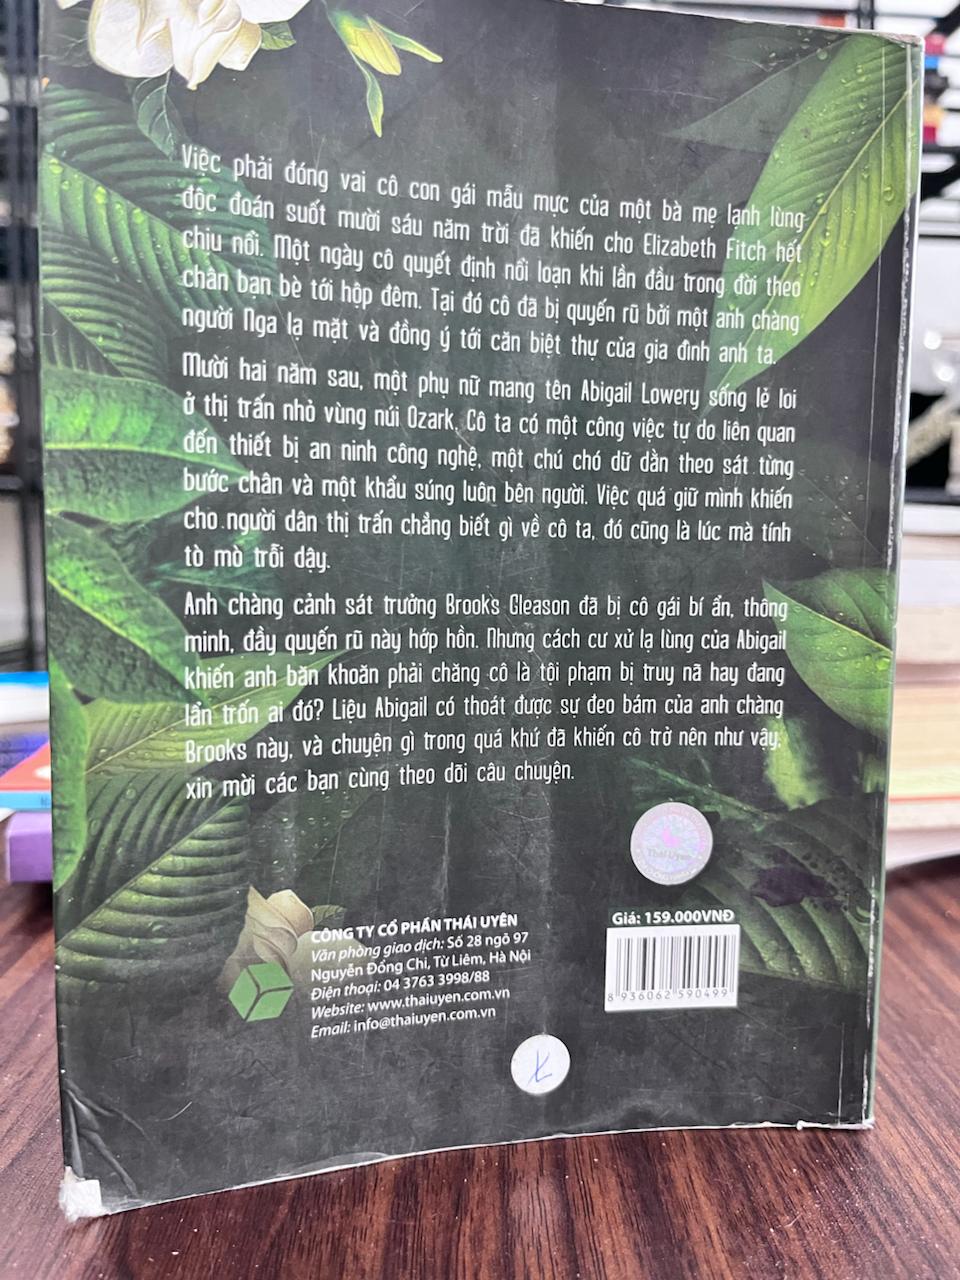 Việc phải đóng vai cô con gái mẫu mực của một bà mẹ lạnh lùng
độc đoán suốt mười sáu năm trời đã khiến cho Elizabeth Fitch hết
chịu nổi. Một ngày cô quyết định nổi loạn khi lần đầu trong đời theo
chân bạn bè tới hộp đêm. Tại đó cô đã bị quyến rũ bởi một anh chàng
người Nga lạ mặt và đồng ý tới căn biệt thự của gia đình anh ta.
Mười hai năm sau, một phụ nữ mang tên Abigail Lowery sống lẻ loi
ở thị trấn nhỏ vùng núi Ozark. Cô ta có một công việc tự do liên quan
đến thiết bị an ninh công nghệ, một chú chó dữ dằn theo sát từng
bước chân và một khẩu súng luôn bên người. Việc quá giữ mình khiến
cho người dân thị trấn chẳng biết gì về cô ta, đó cũng là lúc mà tính
tò mò trỗi dậy.
Anh chàng cảnh sát trưởng Brooks Gleason đã bị cô gái bí ẩn, thông
minh, đầy quyến rũ này hớp hồn. Nhưng cách cư xử lạ lùng của Abigail
khiến anh băn khoăn phải chăng cô là tội phạm bị truy nã hay đang
lẩn trốn ai đó? Liệu Abigail có thoát được sự đeo bám của anh chàng
Brooks này, và chuyện gì trong quá khứ đã khiến cô trở nên như vậy,
xin mời các bạn cùng theo dõi câu chuyện.
Thái Uyên
CÔNG TY CỔ PHẦN THÁI UYÊN
Văn phòng giao dịch: Số 28 ngõ 97
Nguyễn Đổng Chi, Từ Liêm, Hà Nội
Điện thoại: 04 3763 3998/88
Website: www.thaiuyen.com.vn
Email: info@thaiuyen.com.vn
Giá: 159.000VNĐ
8 936062 590499